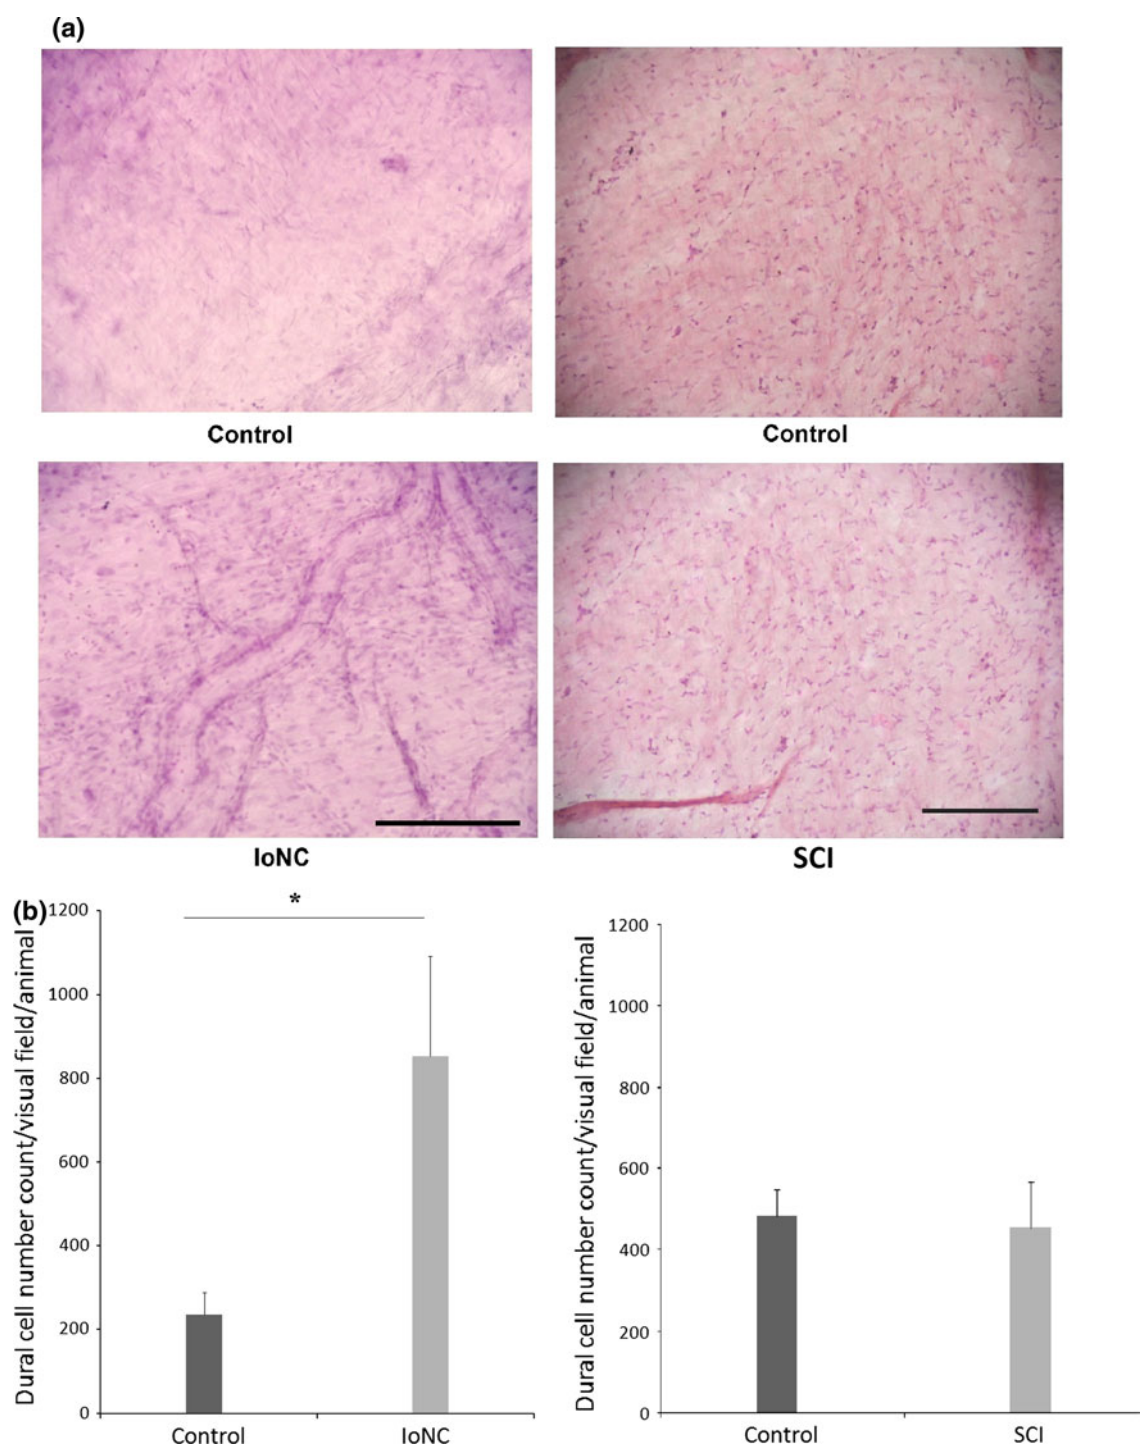 (a)
Control
Control
IoNC
SCI
(b)
Dural cell number count/visual field/animal
1200
1000
800
600
400
200
0
*
Control
IoNC
Dural cell number count/visual field/animal
1200
1000
800
600
400
200
0
Control
SCI